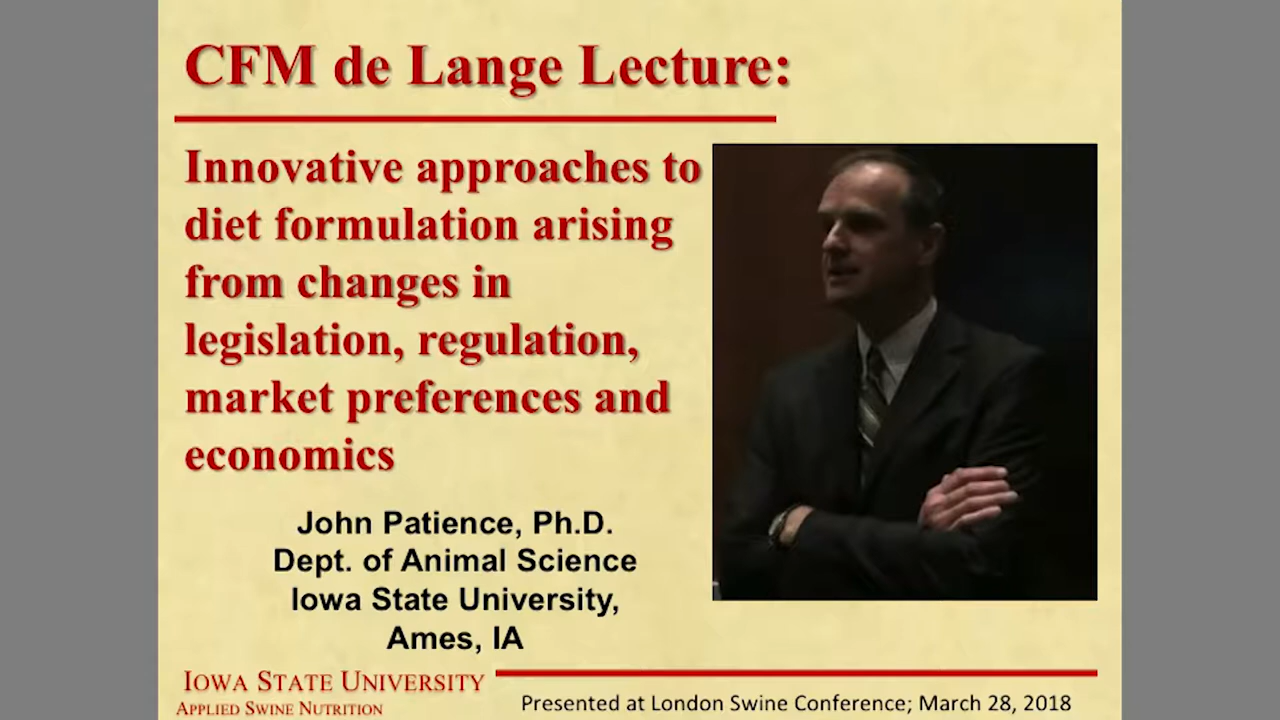 CFM de Lange Lecture:
Innovative approaches to
diet formulation arising
from changes in
legislation, regulation,
market preferences and
economics
John Patience, Ph.D.
Dept. of Animal Science
Iowa State University,
Ames, IA
IOWA STATE UNIVERSITY
APPLIED SWINE NUTRITION
Presented at London Swine Conference; March 28, 2018